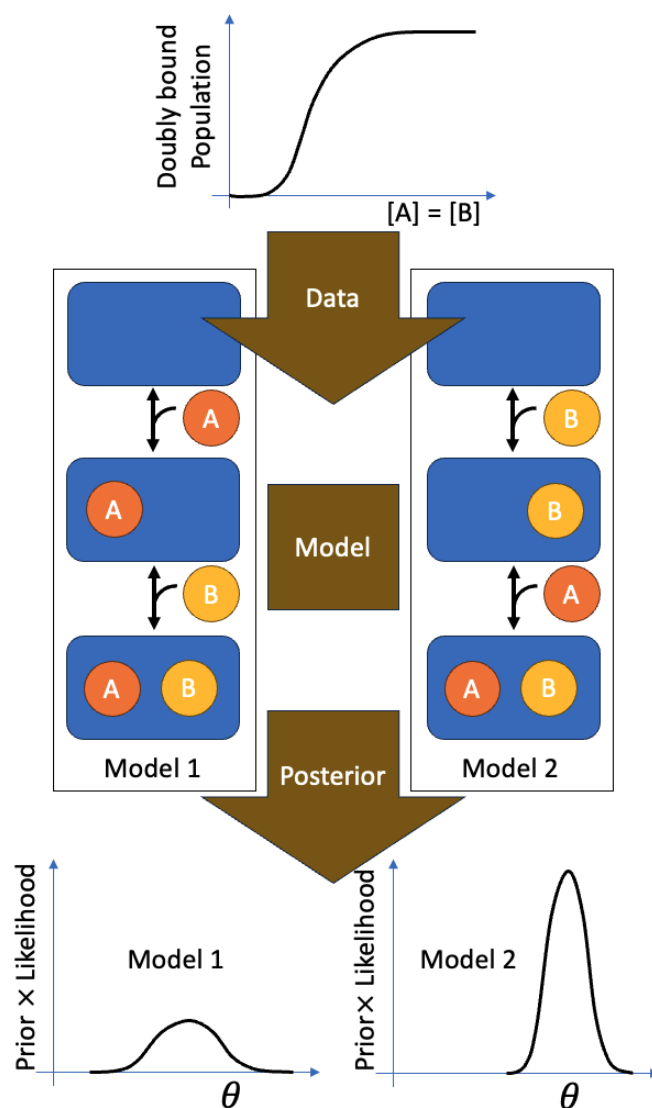 Doubly bound
Population
[A] = [B]
Data
A
B
A
B
Model
B
A
A
B
A
B
Model 1
Posterior
Model 2
Prior × Likelihood
Model 1
θ
Prior× Likelihood
Model 2
θ